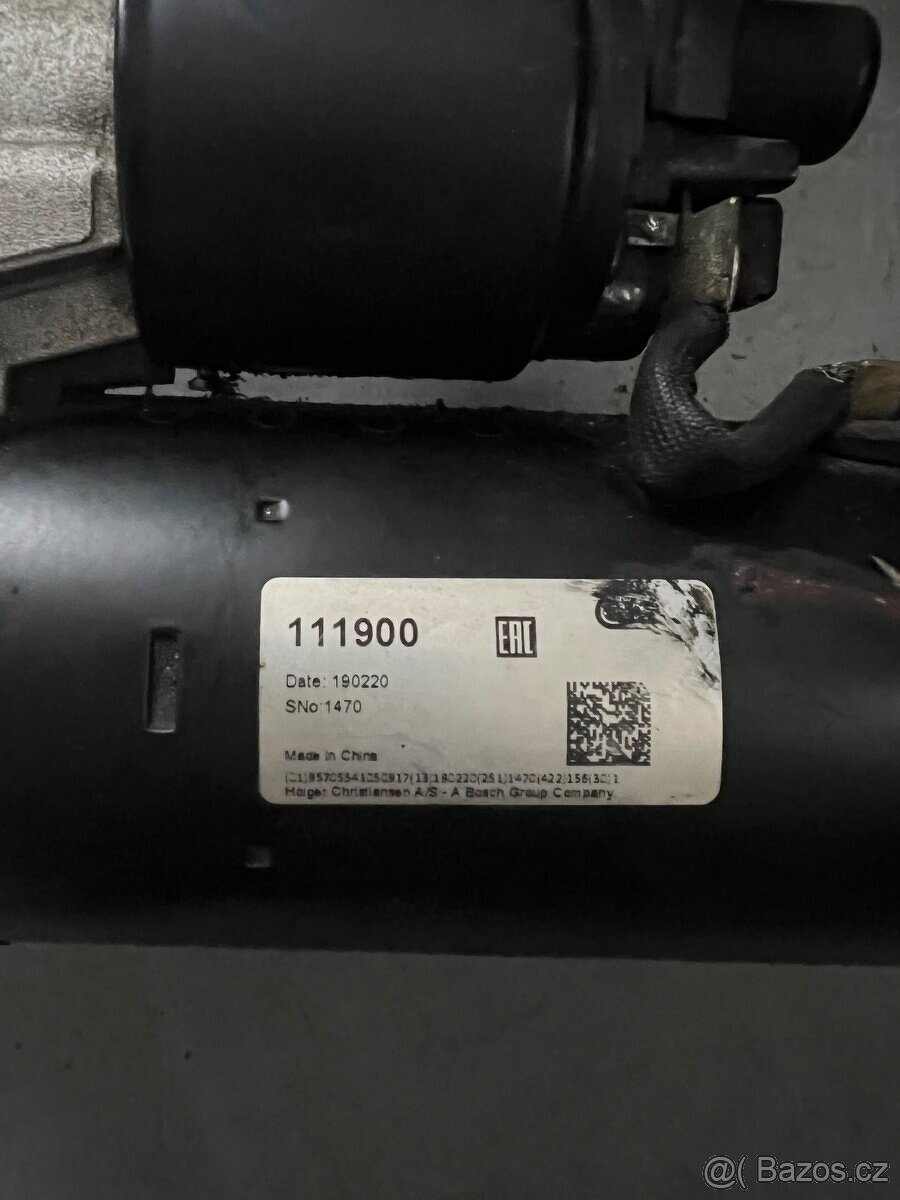 111900
EAC
Date: 190220
SNo:1470
Made in China
Holger Christiansen A/S - A Bosch Group Company
@( Bazos.cz